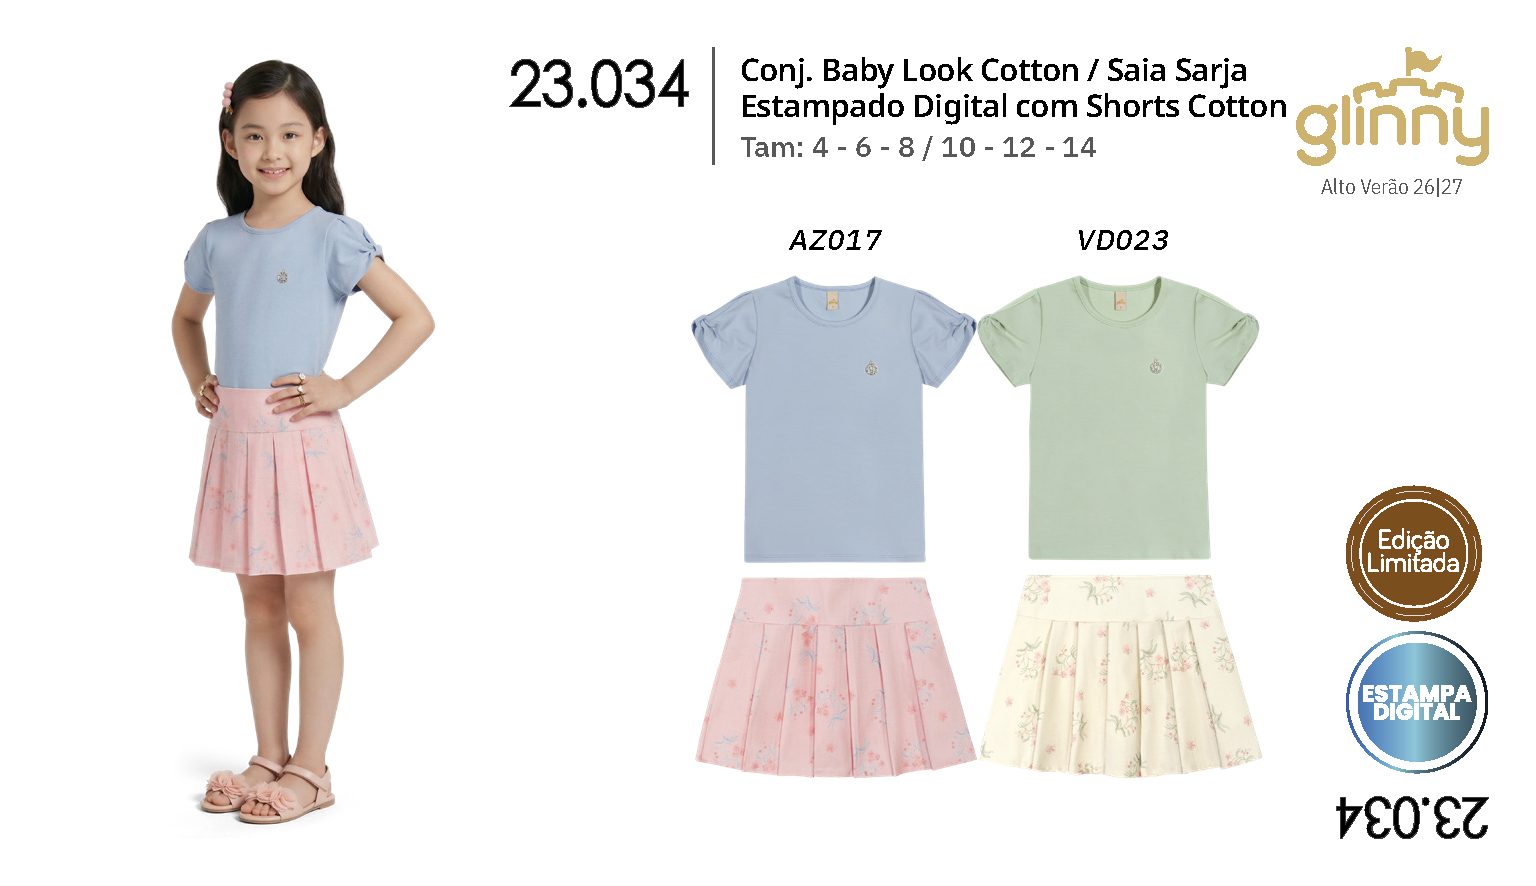 23.034
Conj. Baby Look Cotton / Saia Sarja
Estampado Digital com Shorts Cotton
Tam: 4 - 6 - 8 / 10 - 12 - 14
glinny
Alto Verão 26|27
AZ017
VD023
Edição
Limitada
ESTAMPA
DIGITAL
23.034